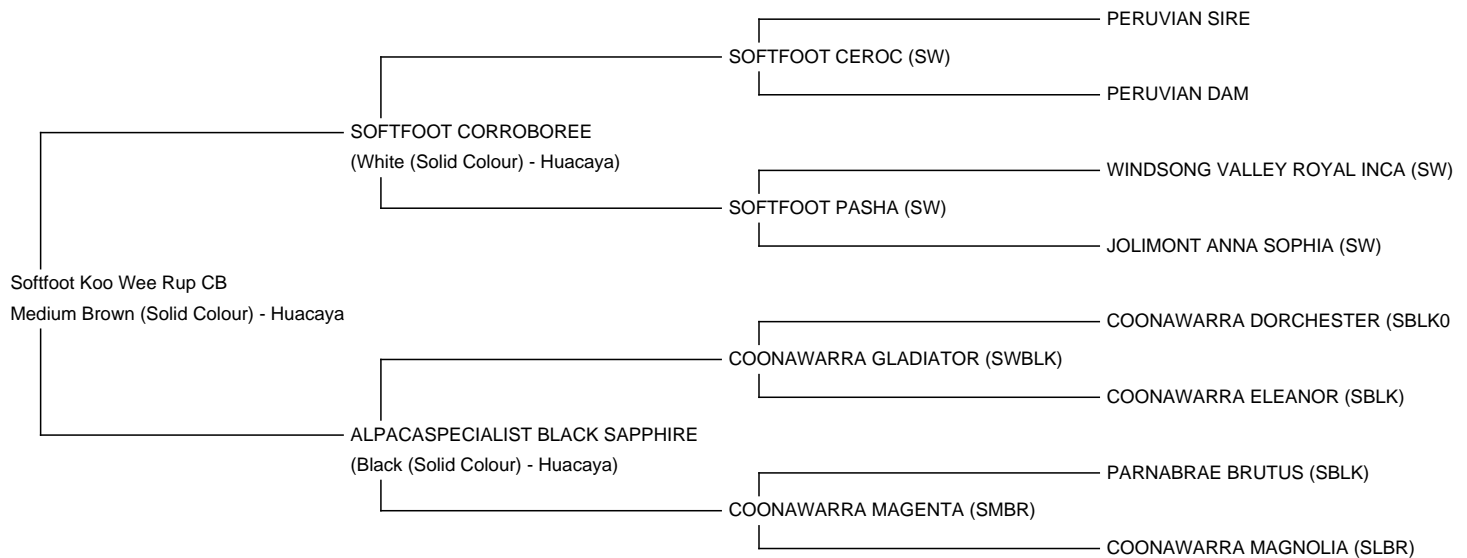 PERUVIAN SIRE
SOFTFOOT CEROC (SW)
PERUVIAN DAM
SOFTFOOT CORROBOREE
(White (Solid Colour) - Huacaya)
WINDSONG VALLEY ROYAL INCA (SW)
SOFTFOOT PASHA (SW)
JOLIMONT ANNA SOPHIA (SW)
Softfoot Koo Wee Rup CB
Medium Brown (Solid Colour) - Huacaya
COONAWARRA DORCHESTER (SBLK0
COONAWARRA GLADIATOR (SWBLK)
COONAWARRA ELEANOR (SBLK)
ALPACASPECIALIST BLACK SAPPHIRE
(Black (Solid Colour) - Huacaya)
PARNABRAE BRUTUS (SBLK)
COONAWARRA MAGENTA (SMBR)
COONAWARRA MAGNOLIA (SLBR)